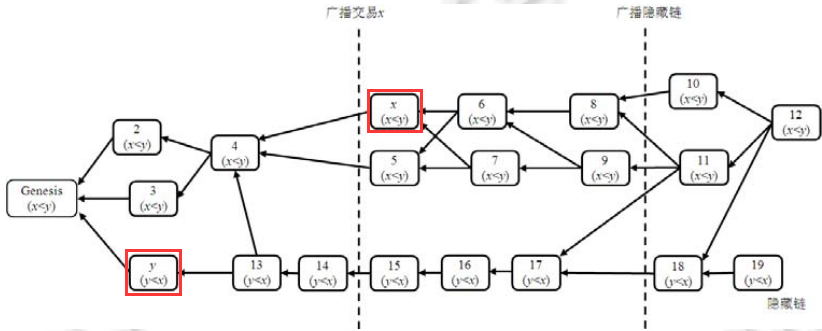 广播交易x
广播隐藏链
10
(x<y)
x
(x<y)
6
(x<y)
8
(x<y)
12
(x<y)
2
(x<y)
4
(x<y)
5
(x<y)
7
(x<y)
9
(x<y)
11
(x<y)
Genesis
(x<y)
3
(x<y)
y
(y<x)
13
(y<x)
14
(y<x)
15
(y<x)
16
(y<x)
17
(y<x)
18
(y<x)
19
(y<x)
隐藏链